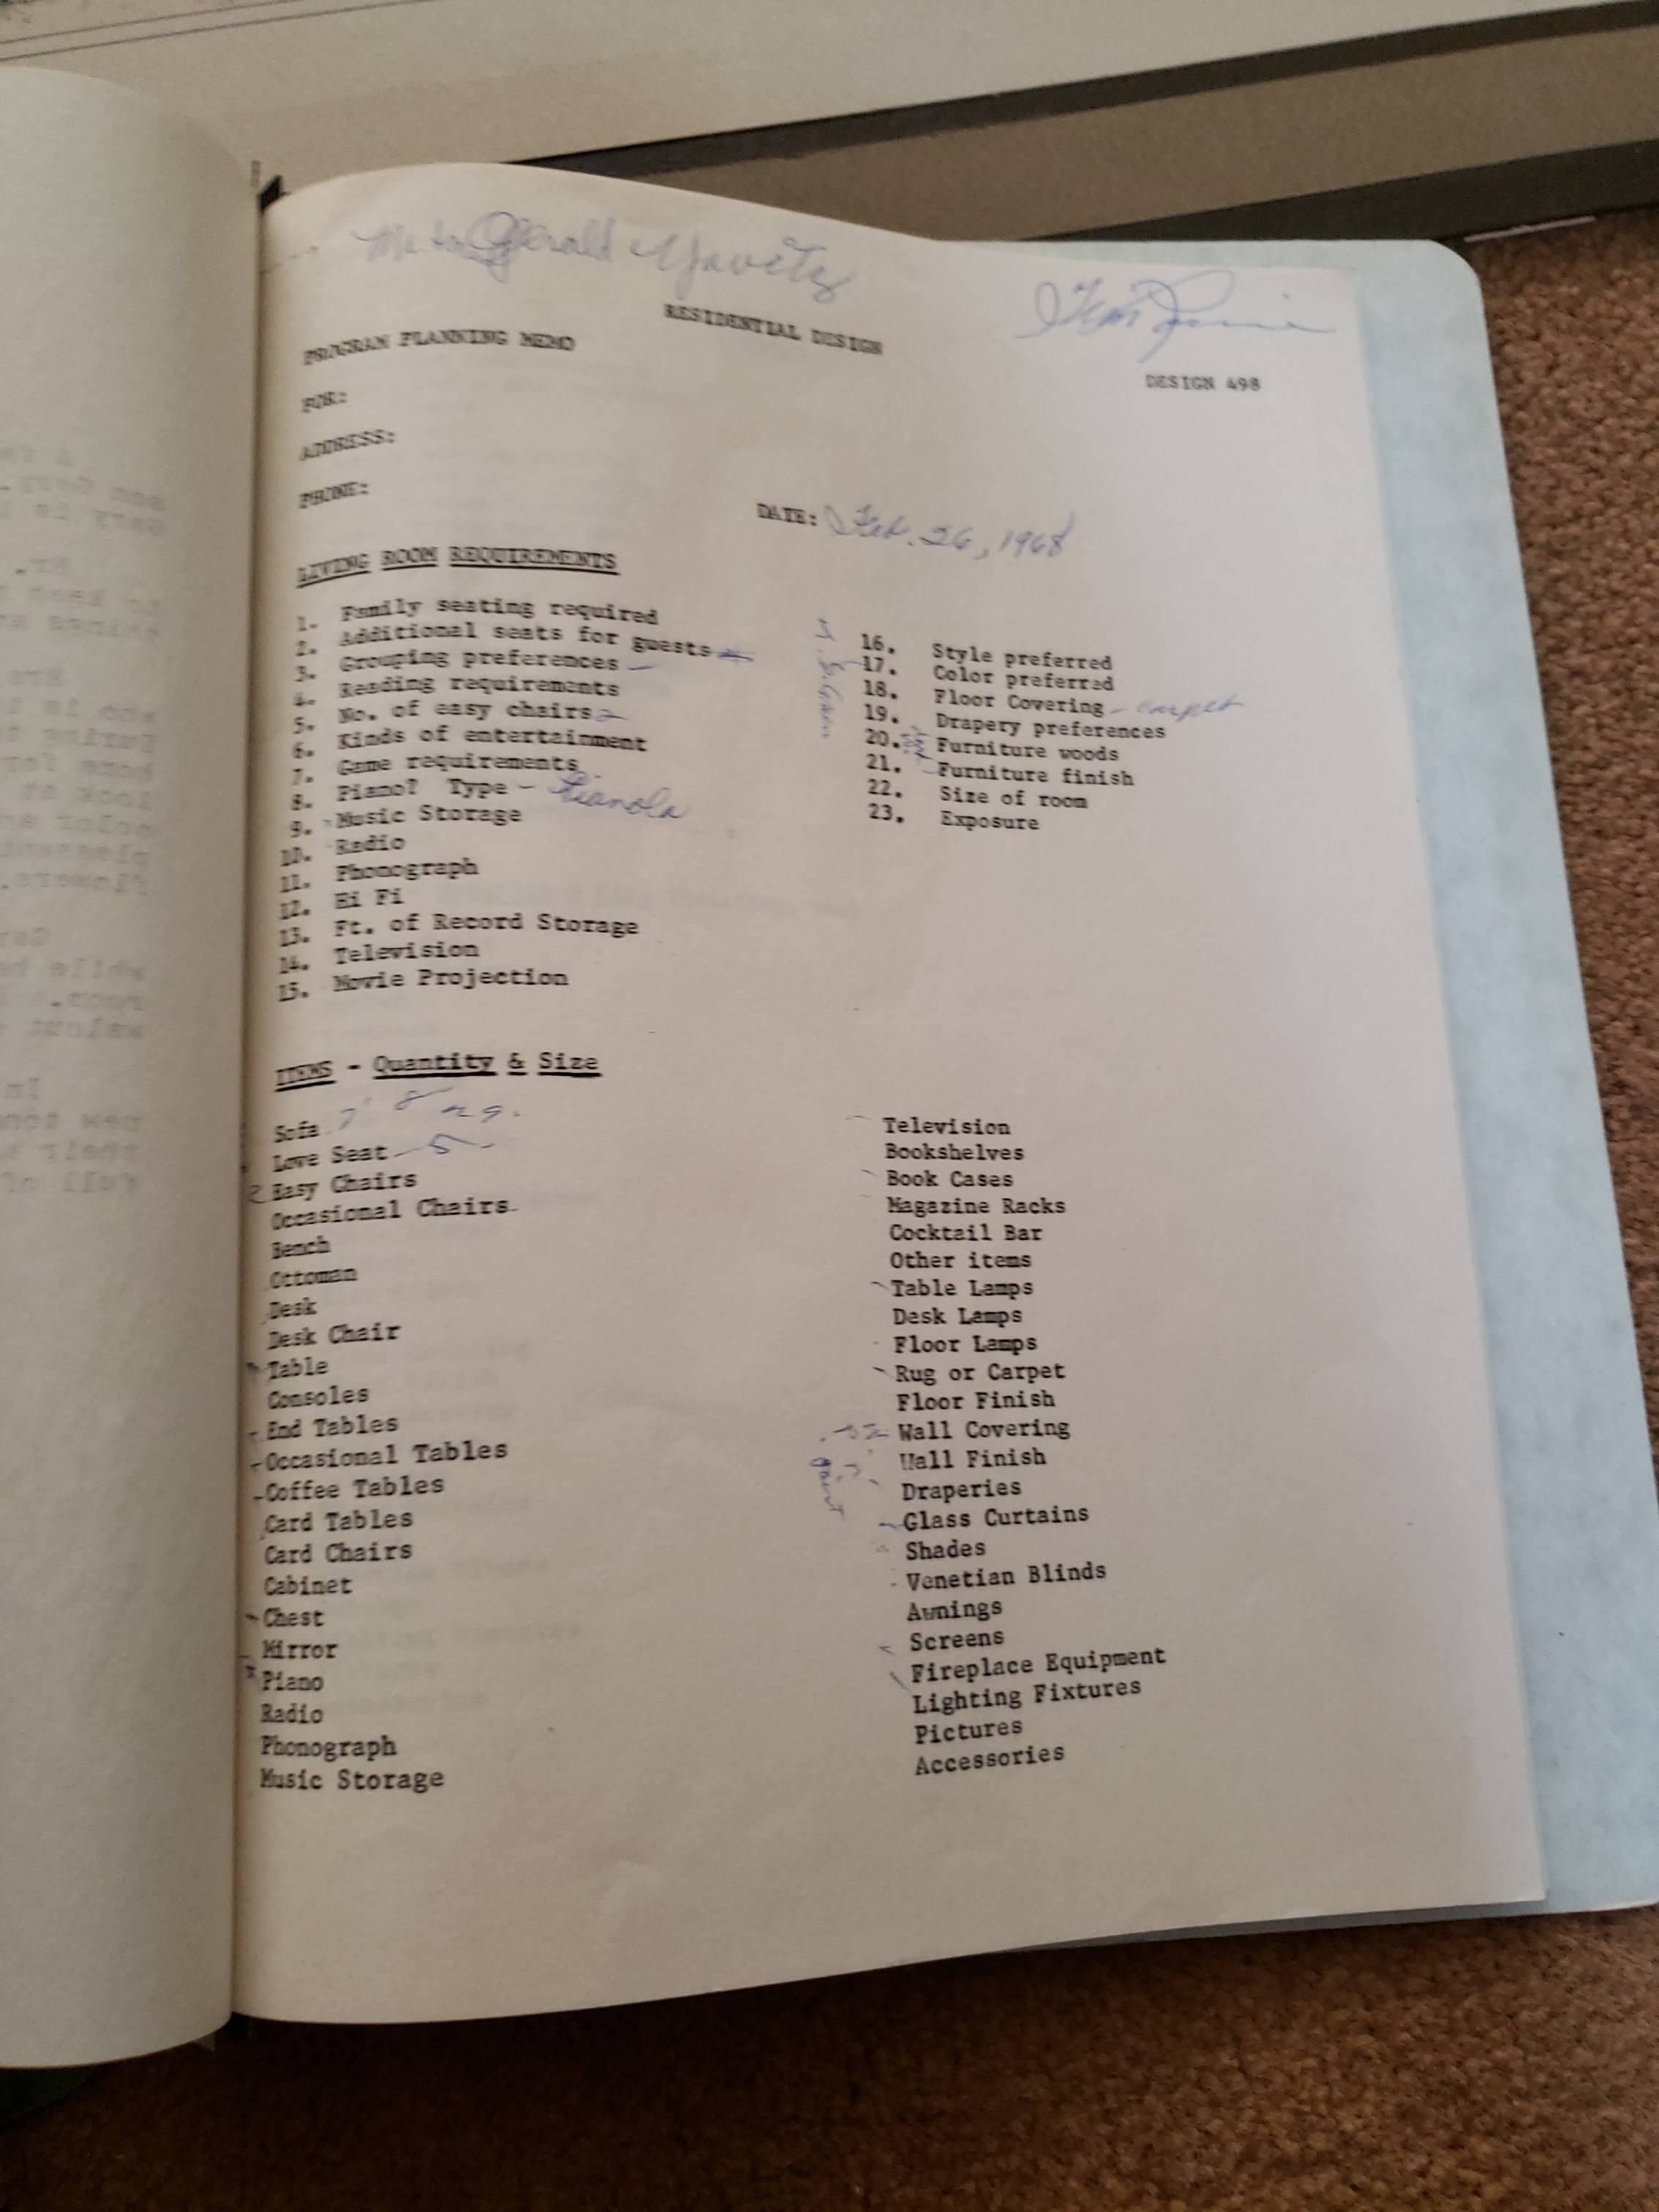 Gerald Yavitz
RESIDENTIAL DESIGN
PROGRAM PLANNING MEMO
DESIGN 498
FOR:
ADDRESS:
PHONE:
DATE: Feb. 26, 1968
LIVING ROOM REQUIREMENTS
1. Family seating required
2. Additional seats for guests
3. Grouping preferences
4. Reading requirements
5. No. of easy chairs 2
6. Kinds of entertainment
7. Game requirements
8. Piano? Type - Pianola
9. Music Storage
10. Radio
11. Phonograph
12. Hi Fi
13. Ft. of Record Storage
14. Television
15. Movie Projection
16. Style preferred
17. Color preferred
18. Floor Covering - carpet
19. Drapery preferences
20. Furniture woods
21. Furniture finish
22. Size of room
23. Exposure
ITEMS - Quantity & Size
Sofa 7' 8
Love Seat - 5 -
2 Easy Chairs
Occasional Chairs
Bench
Ottoman
Desk
Desk Chair
Table
Consoles
End Tables
Occasional Tables
Coffee Tables
Card Tables
Card Chairs
Cabinet
Chest
Mirror
Piano
Radio
Phonograph
Music Storage
Television
Bookshelves
Book Cases
Magazine Racks
Cocktail Bar
Other items
Table Lamps
Desk Lamps
Floor Lamps
Rug or Carpet
Floor Finish
Wall Covering
paint Wall Finish
Draperies
Glass Curtains
Shades
Venetian Blinds
Awnings
Screens
Fireplace Equipment
Lighting Fixtures
Pictures
Accessories